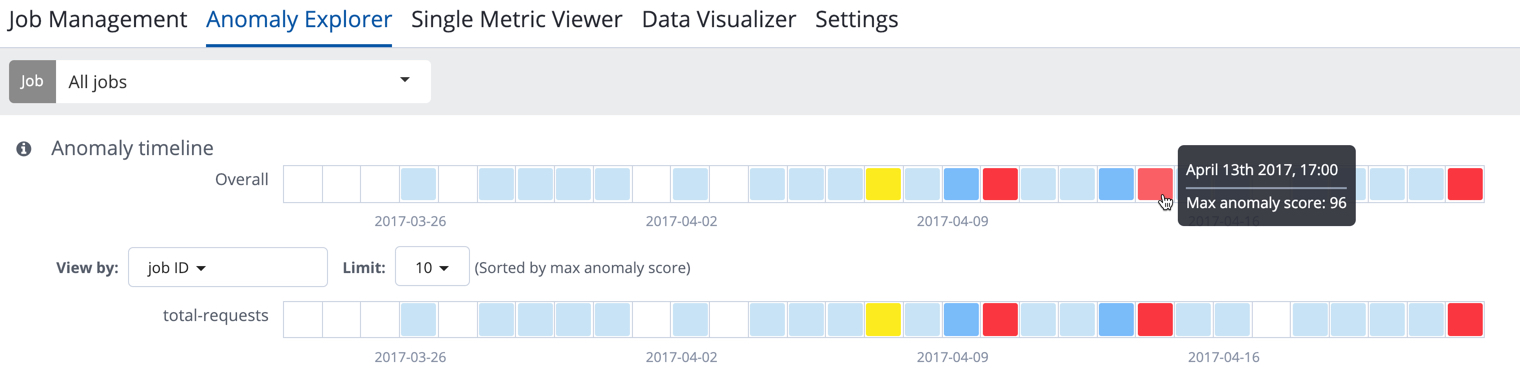 Job Management Anomaly Explorer Single Metric Viewer Data Visualizer Settings
Job All jobs
Anomaly timeline
Overall
April 13th 2017, 17:00
Max anomaly score: 96
2017-03-26 2017-04-02 2017-04-09 2017-04-16
View by: job ID Limit: 10 (Sorted by max anomaly score)
total-requests
2017-03-26 2017-04-02 2017-04-09 2017-04-16